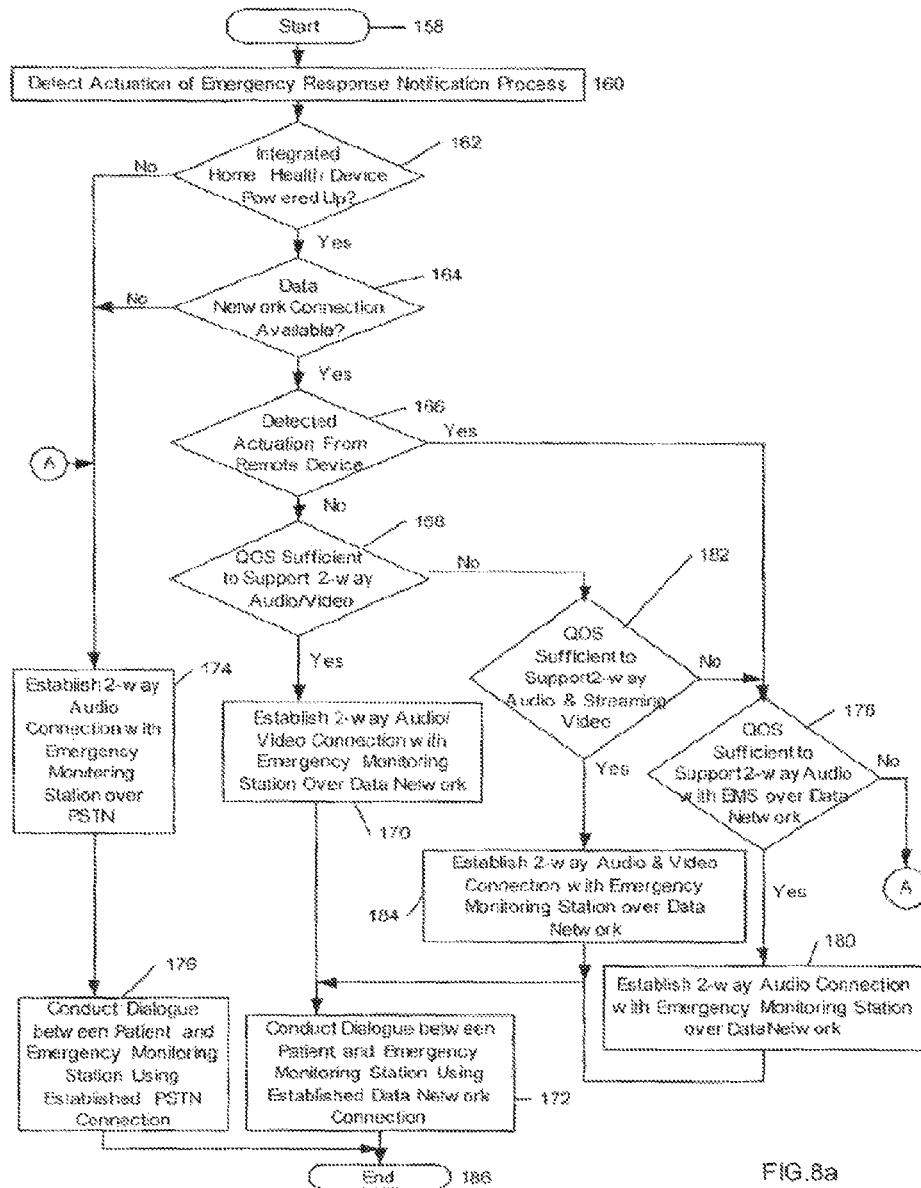 Start
158
Detect Actuation of Emergency Response Notification Process
160
162
Integrated
Home Health Device
Powered Up?
No
Yes
164
Data
Network Connection
Available?
No
Yes
166
Detected
Actuation From
Remote Device
Yes
A
No
168
QOS Sufficient
to Support 2-way
Audio/Video
No
182
QOS
Sufficient to
Support 2-way
Audio & Streaming
Video
No
174
Establish 2-way
Audio
Connection with
Emergency
Monitoring
Station over
PSTN
Yes
Establish 2-way Audio/
Video Connection with
Emergency Monitoring
Station Over Data Network
170
Yes
178
QOS
Sufficient to
Support 2-way Audio
with EMS over Data
Network
No
A
Establish 2-way Audio & Video
Connection with Emergency
Monitoring Station over Data
Network
184
Yes
180
Establish 2-way Audio Connection
with Emergency Monitoring Station
over Data Network
176
Conduct Dialogue
between Patient and
Emergency Monitoring
Station Using
Established PSTN
Connection
Conduct Dialogue between
Patient and Emergency
Monitoring Station Using
Established Data Network
Connection
172
End
186
FIG.8a